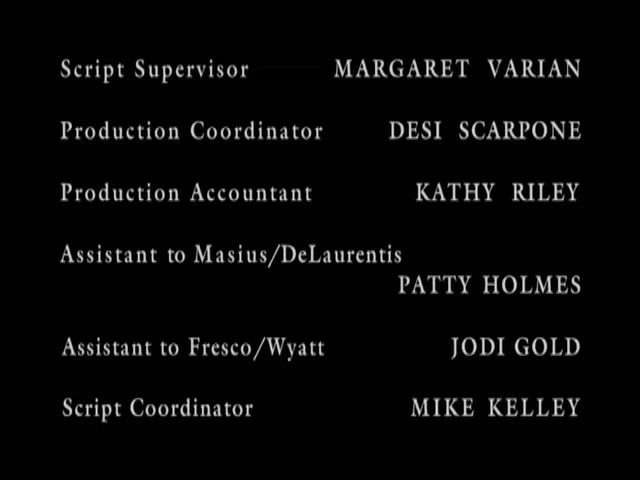 Script Supervisor MARGARET VARIAN
Production Coordinator DESI SCARPONE
Production Accountant KATHY RILEY
Assistant to Masius/DeLaurentis
PATTY HOLMES
Assistant to Fresco/Wyatt JODI GOLD
Script Coordinator MIKE KELLEY